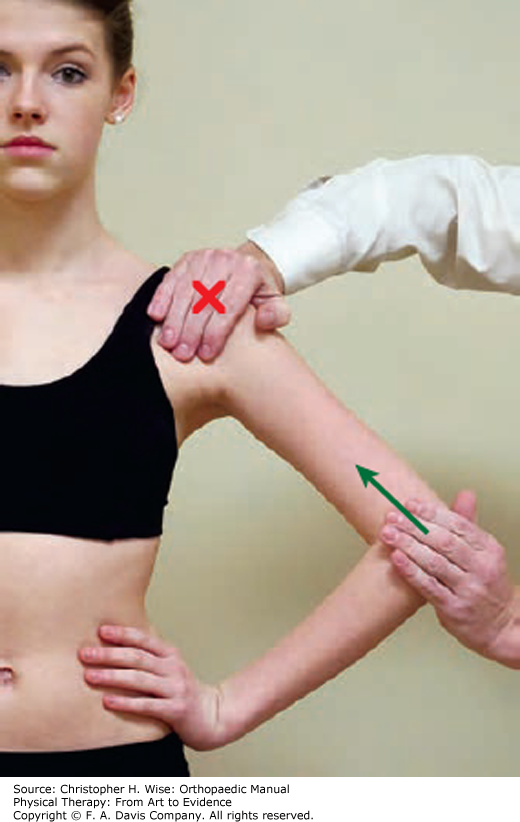 Source: Christopher H. Wise: Orthopaedic Manual
Physical Therapy: From Art to Evidence
Copyright © F. A. Davis Company. All rights reserved.